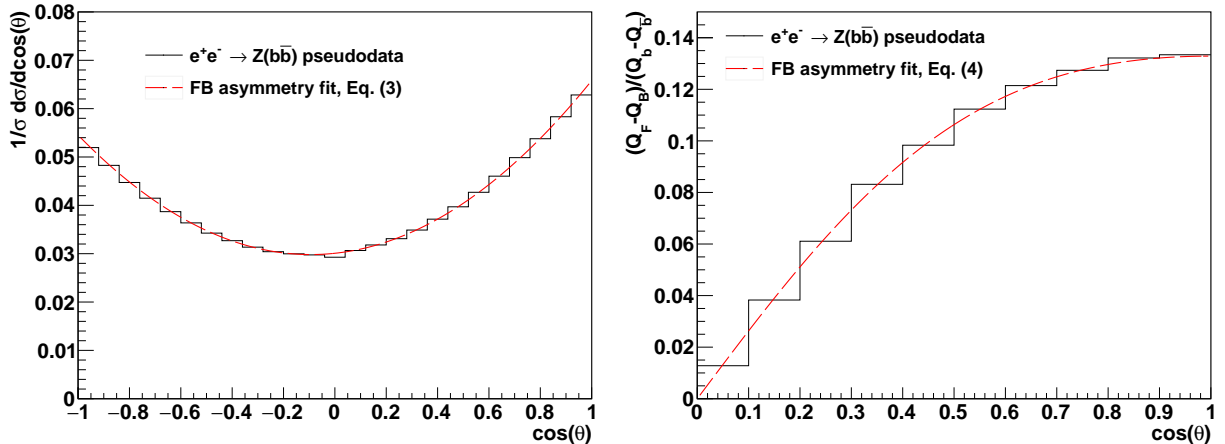 1/σ dσ/dcos(θ)
0.08
0.07
0.06
0.05
0.04
0.03
0.02
0.01
0
e⁺e⁻ → Z(bb̅) pseudodata
FB asymmetry fit, Eq. (3)
−1 −0.8 −0.6 −0.4 −0.2 0 0.2 0.4 0.6 0.8 1
cos(θ)
(Q_F-Q_B)/(Q_b-Q_b̅)
0.14
0.12
0.1
0.08
0.06
0.04
0.02
0
e⁺e⁻ → Z(bb̅) pseudodata
FB asymmetry fit, Eq. (4)
0 0.1 0.2 0.3 0.4 0.5 0.6 0.7 0.8 0.9 1
cos(θ)